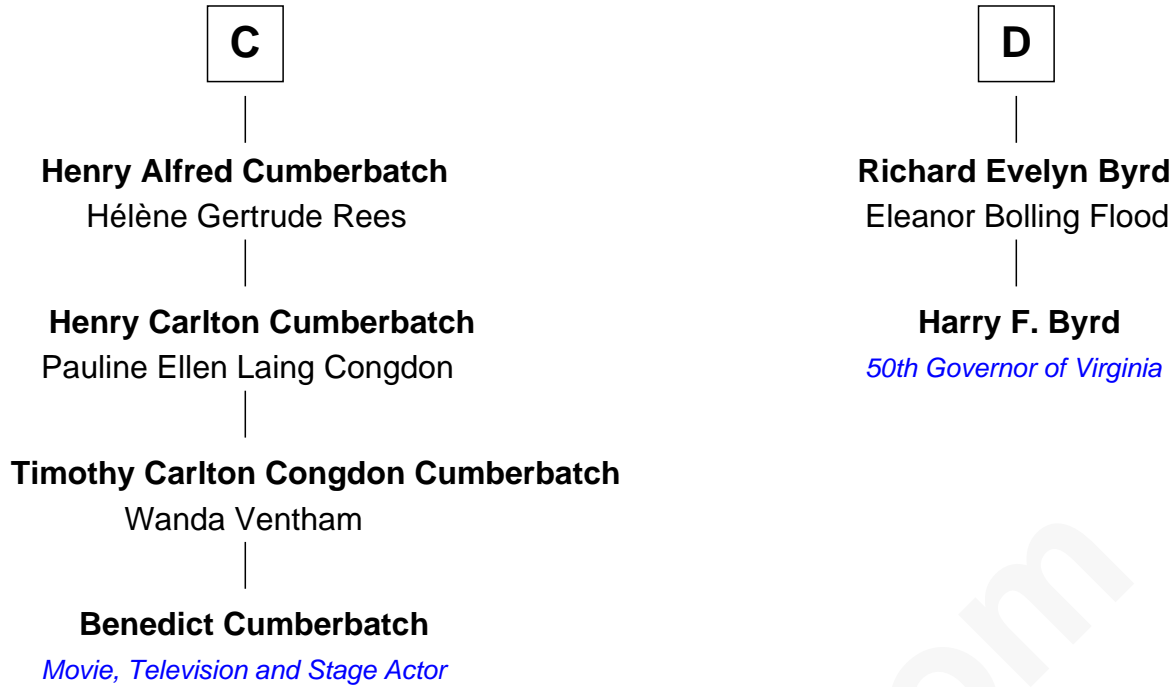 C
Henry Alfred Cumberbatch
Hélène Gertrude Rees
Henry Carlton Cumberbatch
Pauline Ellen Laing Congdon
Timothy Carlton Congdon Cumberbatch
Wanda Ventham
Benedict Cumberbatch
Movie, Television and Stage Actor
D
Richard Evelyn Byrd
Eleanor Bolling Flood
Harry F. Byrd
50th Governor of Virginia
om